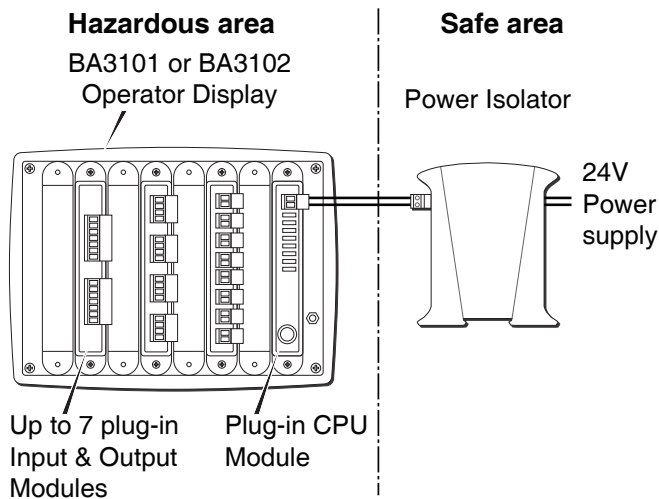 Hazardous area
Safe area
BA3101 or BA3102
Operator Display
Power Isolator
24V
Power
supply
Up to 7 plug-in
Input & Output
Modules
Plug-in CPU
Module